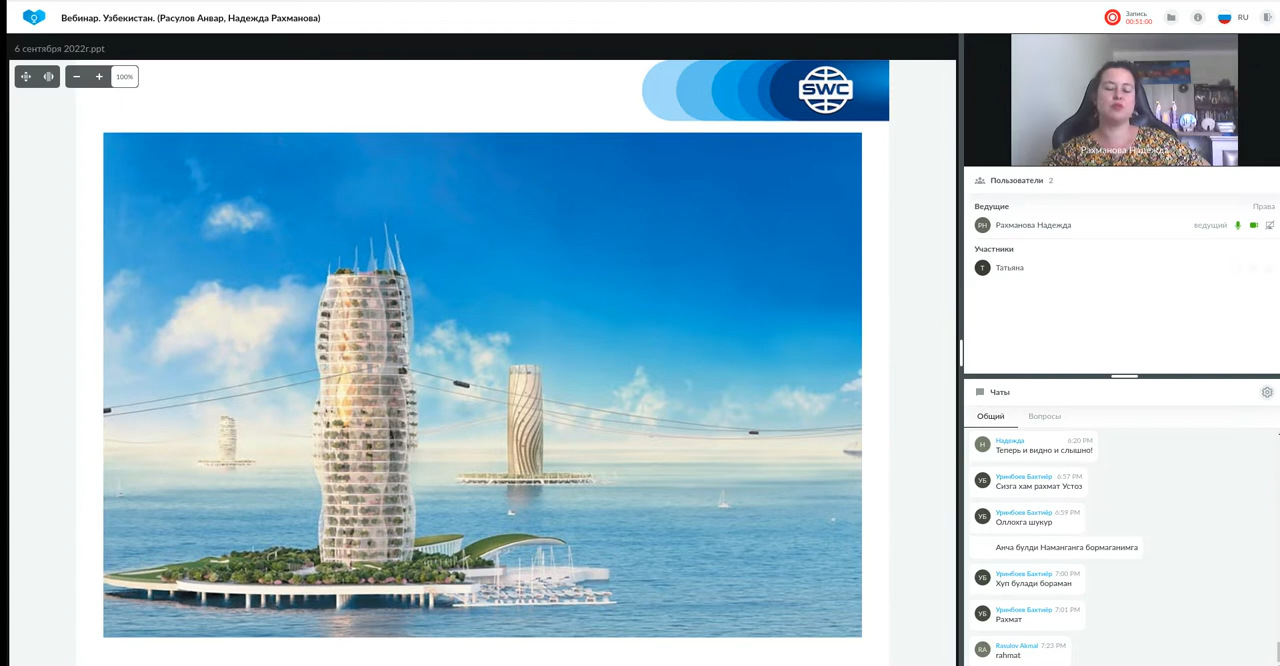 Вебинар. Узбекистан. (Расулов Анвар, Надежда Рахманова)
Запись
00:51:00
RU
6 сентября 2022г.ppt
100%
SWC
Рахманова Надежда
Пользователи 2
Ведущие
Права
РН
Рахманова Надежда
ведущий
Участники
Т
Татьяна
Чаты
Общий
Вопросы
Н
Надежда 6:20 PM
Теперь и видно и слышно!
УБ
Уринбоев Бахтиёр 6:57 PM
Сизга хам рахмат Устоз
УБ
Уринбоев Бахтиёр 6:59 PM
Оллохга шукур
Анча булди Наманганга бормаганимга
УБ
Уринбоев Бахтиёр 7:00 PM
Хуп булади бораман
УБ
Уринбоев Бахтиёр 7:01 PM
Рахмат
RA
Rasulov Akmal 7:23 PM
rahmat